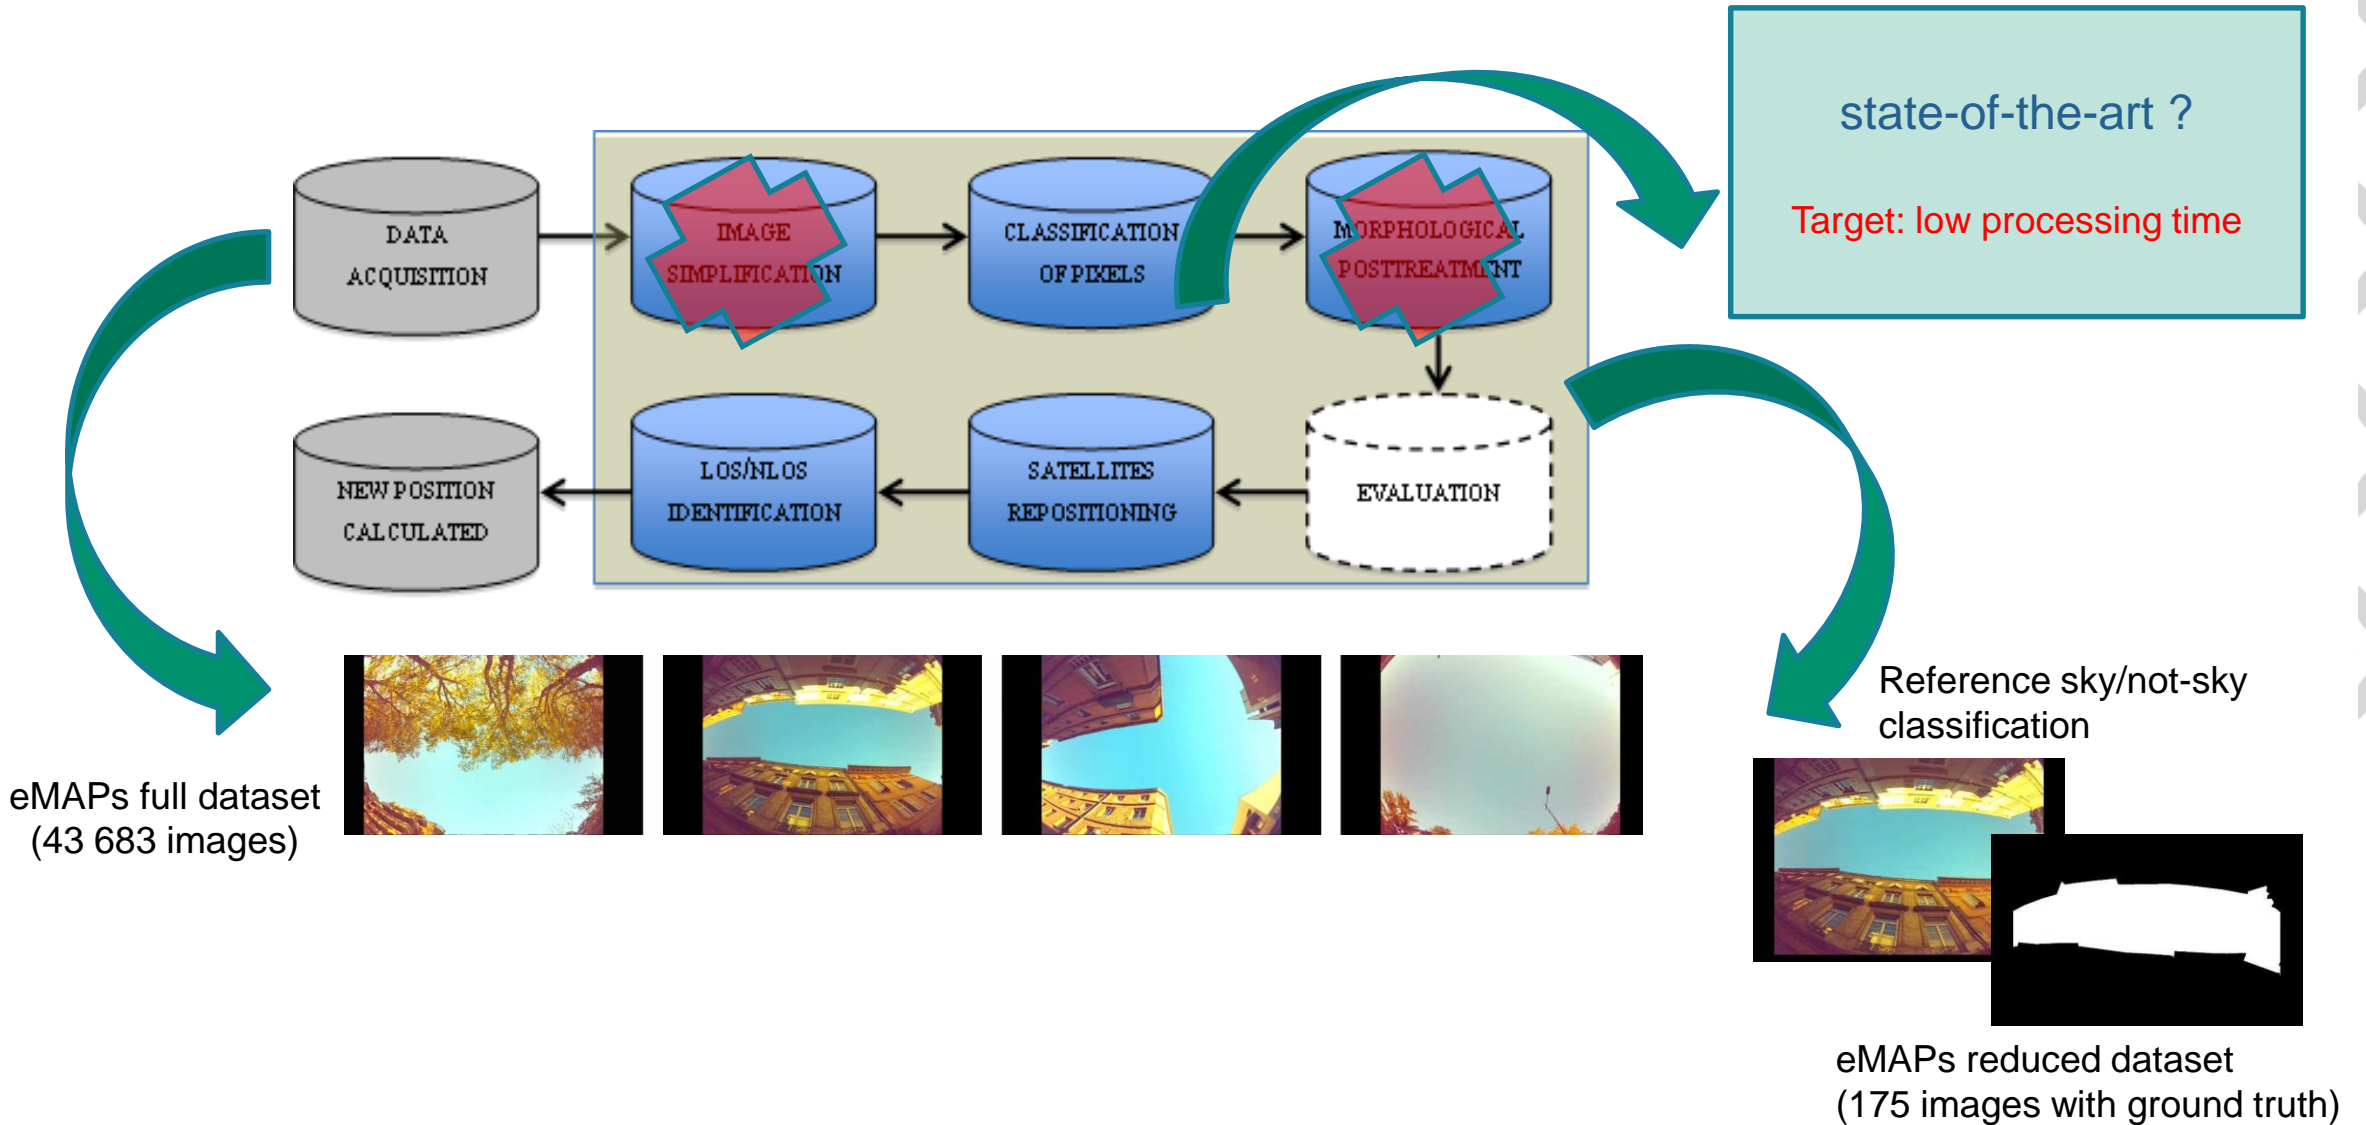 state-of-the-art ?
Target: low processing time
DATA
ACQUISITION
IMAGE
SIMPLIFICATION
CLASSIFICATION
OF PIXELS
MORPHOLOGICAL
POSTTREATMENT
NEW POSITION
CALCULATED
LOS/NLOS
IDENTIFICATION
SATELLITES
REPOSITIONING
EVALUATION
eMAPs full dataset
(43 683 images)
Reference sky/not-sky
classification
eMAPs reduced dataset
(175 images with ground truth)